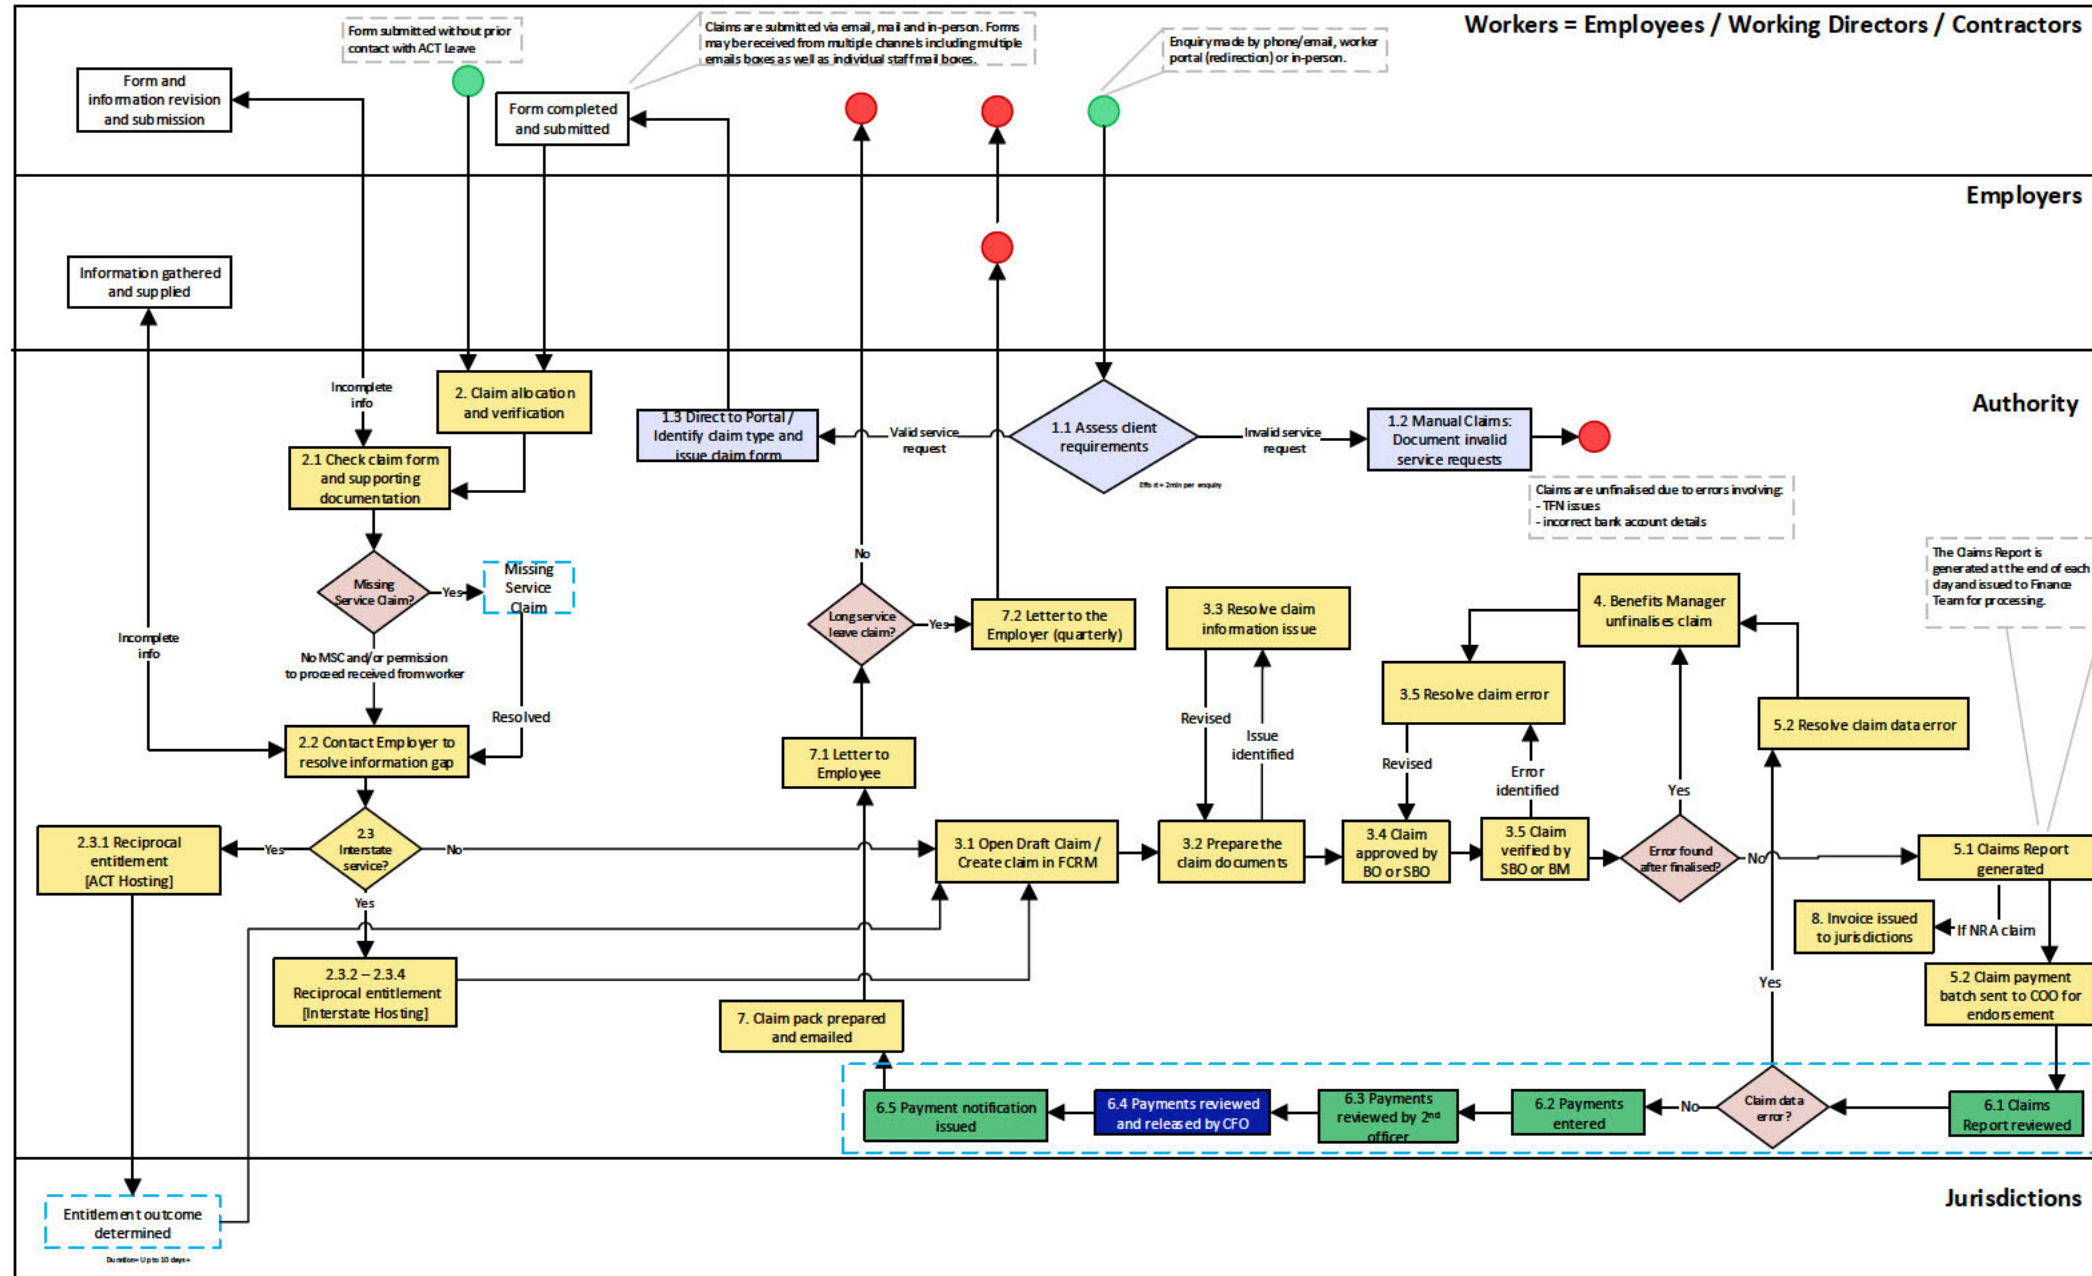 Workers = Employees / Working Directors / Contractors
Form submitted without prior
contact with ACT Leave
Claims are submitted via email, mail and in-person. Forms
may be received from multiple channels including multiple
emails boxes as well as individual staff mail boxes.
Enquiry made by phone/email, worker
portal (redirection) or in-person.
Form and
information revision
and submission
Form completed
and submitted
Employers
Information gathered
and supplied
Authority
Incomplete
info
2. Claim allocation
and verification
1.3 Direct to Portal /
Identify claim type and
issue claim form
Valid service
request
1.1 Assess client
requirements
Effort = 2min per enquiry
Invalid service
request
1.2 Manual Claims:
Document invalid
service requests
2.1 Check claim form
and supporting
documentation
Claims are unfinalised due to errors involving:
- TFN issues
- incorrect bank account details
The Claims Report is
generated at the end of each
day and issued to Finance
Team for processing.
Missing
Service Claim?
Yes
Missing
Service
Claim
No
Long service
leave claim?
Yes
7.2 Letter to the
Employer (quarterly)
3.3 Resolve claim
information issue
4. Benefits Manager
unfinalises claim
Incomplete
info
No MSC and/or permission
to proceed received from worker
Resolved
3.5 Resolve claim error
5.2 Resolve claim data error
Revised
Issue
identified
Revised
Error
identified
Yes
2.2 Contact Employer to
resolve information gap
7.1 Letter to
Employee
2.3.1 Reciprocal
entitlement
[ACT Hosting]
Yes
2.3
Interstate
service?
No
3.1 Open Draft Claim /
Create claim in FCRM
3.2 Prepare the
claim documents
3.4 Claim
approved by
BO or SBO
3.5 Claim
verified by
SBO or BM
Error found
after finalised?
No
5.1 Claims Report
generated
Yes
8. Invoice issued
to jurisdictions
If NRA claim
2.3.2 – 2.3.4
Reciprocal entitlement
[Interstate Hosting]
7. Claim pack prepared
and emailed
Yes
5.2 Claim payment
batch sent to COO for
endorsement
6.5 Payment notification
issued
6.4 Payments reviewed
and released by CFO
6.3 Payments
reviewed by 2nd
officer
6.2 Payments
entered
No
Claim data
error?
6.1 Claims
Report reviewed
Jurisdictions
Entitlement outcome
determined
Duration= Up to 10 days+